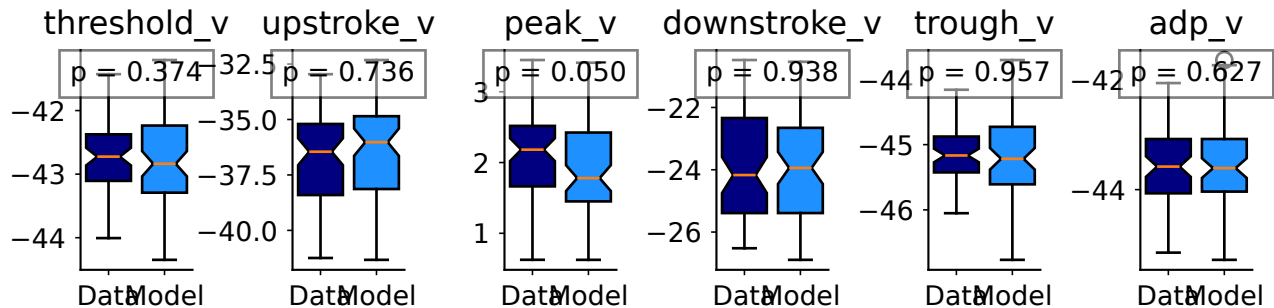 threshold_v
p = 0.374
−42
−43
−44
Data Model
upstroke_v
p = 0.736
−32.5
−35.0
−37.5
−40.0
Data Model
peak_v
p = 0.050
3
2
1
Data Model
downstroke_v
p = 0.938
−22
−24
−26
Data Model
trough_v
p = 0.957
−44
−45
−46
Data Model
adp_v
p = 0.627
−42
−44
Data Model